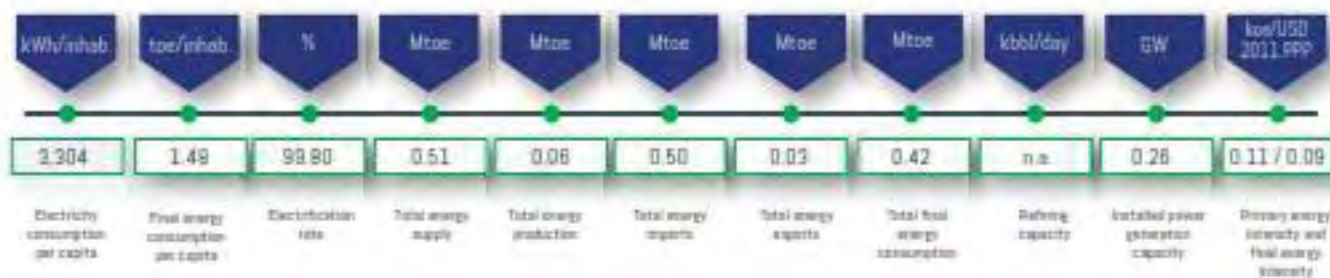 kWh/inhab. toe/inhab. % Mtoe Mtoe Mtoe Mtoe Mtoe kbbl/day GW koe/USD
2011 PPP
3,304 1.49 99.80 0.51 0.06 0.50 0.03 0.42 n.a. 0.26 0.11 / 0.09
Electricity Final energy Electrification Total energy Total energy Total energy Total energy Total final Refining Installed power Primary energy
consumption consumption rate supply production imports exports energy capacity generation intensity and
per capita per capita consumption capacity final energy
intensity